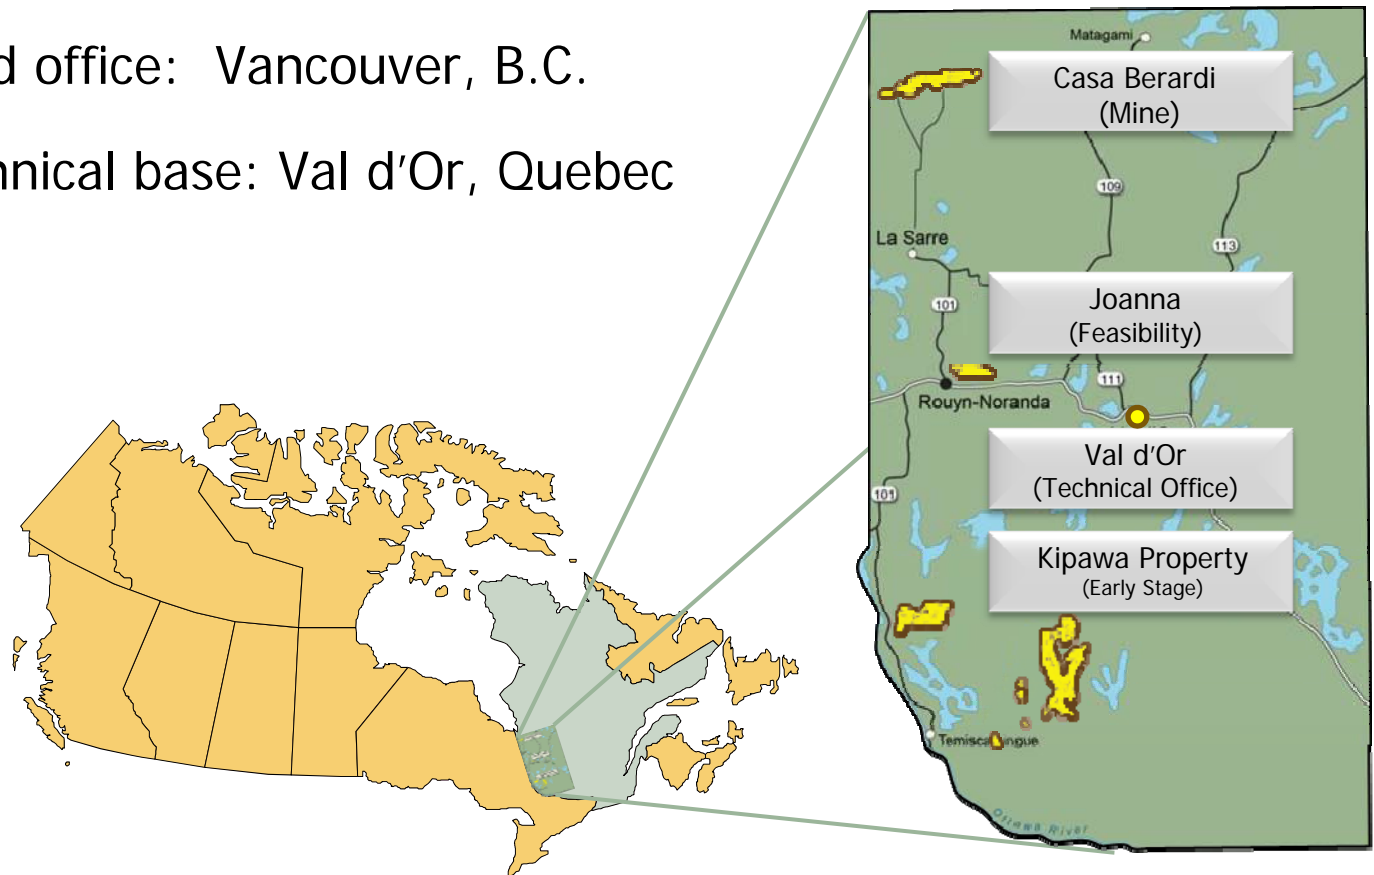 d office: Vancouver, B.C.
hnical base: Val d'Or, Quebec
Matagami
Casa Berardi
(Mine)
109
La Sarre
113
Joanna
(Feasibility)
101
111
Rouyn-Noranda
Val d'Or
(Technical Office)
101
Kipawa Property
(Early Stage)
Ottawa River